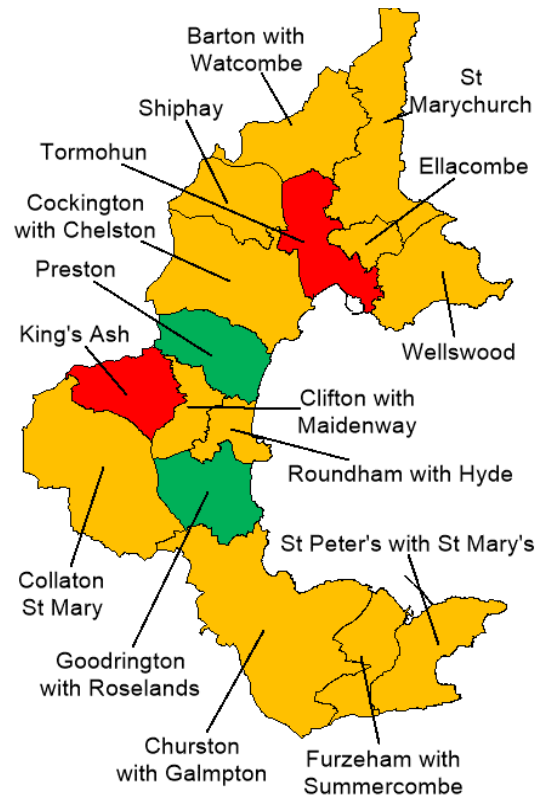 Barton with
Watcombe
St
Marychurch
Shiphay
Tormohun
Ellacombe
Cockington
with Chelston
Preston
King's Ash
Wellswood
Clifton with
Maidenway
Roundham with Hyde
St Peter's with St Mary's
Collaton
St Mary
Goodrington
with Roselands
Churston
with Galmpton
Furzeham with
Summercombe